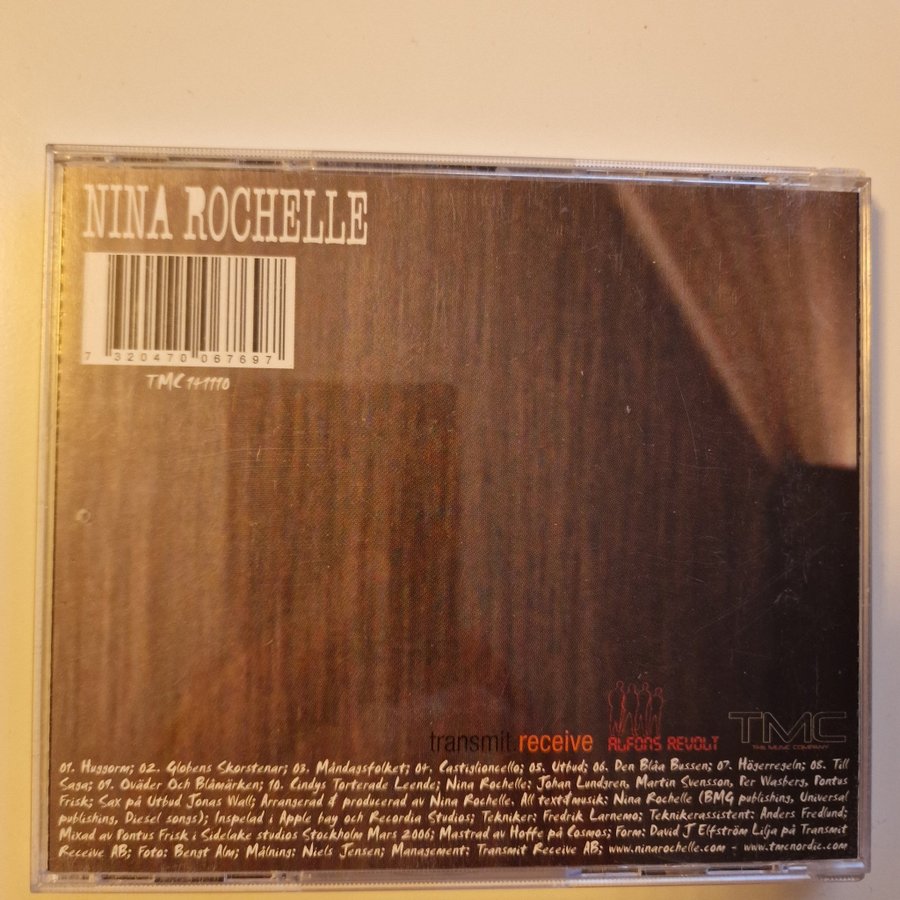 NINA ROCHELLE
7 320470 067697
TMC 141110
transmit.receive
ALFONS REVOLT
TMC
THE MUSIC COMPANY
01. Huggorm; 02. Globens Skorstenar; 03. Måndagsfolket; 04. Castiglioncello; 05. Utbud; 06. Den Blåa Bussen; 07. Högerregeln; 08. Till
Saga; 09. Oväder Och Blåmärken; 10. Cindys Torterade Leende; Nina Rochelle: Johan Lundgren, Martin Svensson, Per Wasberg, Pontus
Frisk; Sax på Utbud Jonas Wall; Arrangerad & producerad av Nina Rochelle. All text&musik: Nina Rochelle (BMG publishing, Universal
publishing, Diesel songs); Inspelad i Apple bay och Recordia Studios; Tekniker: Fredrik Larnemo; Teknikerassistent: Anders Fredlund;
Mixad av Pontus Frisk i Sidelake studios Stockholm Mars 2006; Mastrad av Hoffe på Cosmos; Form: David J Elfström Lilja på Transmit
Receive AB; Foto: Bengt Alm; Målning: Niels Jensen; Management: Transmit Receive AB; www.ninarochelle.com - www.tmcnordic.com